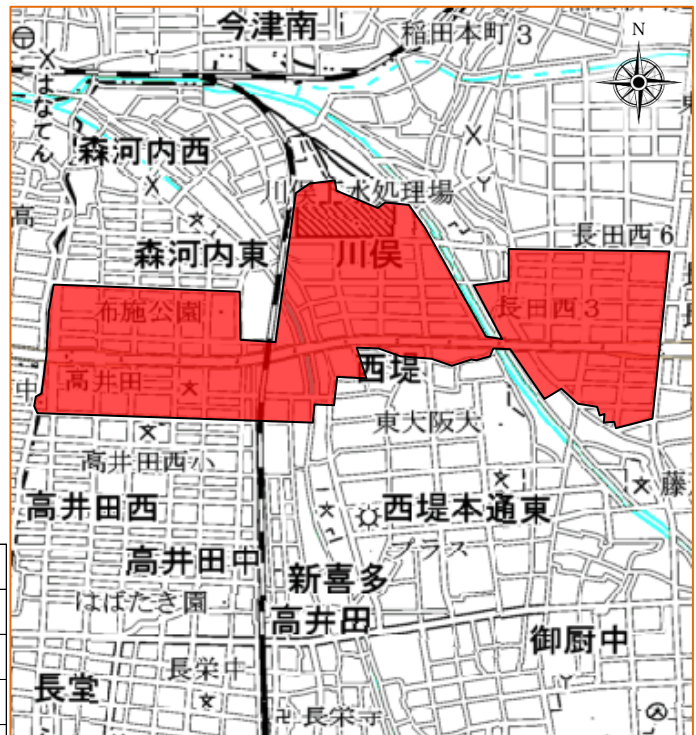 今津南
稲田本町3
N
はなてん
森河内西
川俣下水処理場
高
森河内東
川俣
長田西6
布施公園
長田西3
高井田
中
西堤
東大阪大
高井田西小
藤
高井田西
西堤本通東
プラス
高井田中
新喜多
はばたき園
高井田
御厨中
長栄中
長堂
長栄寺